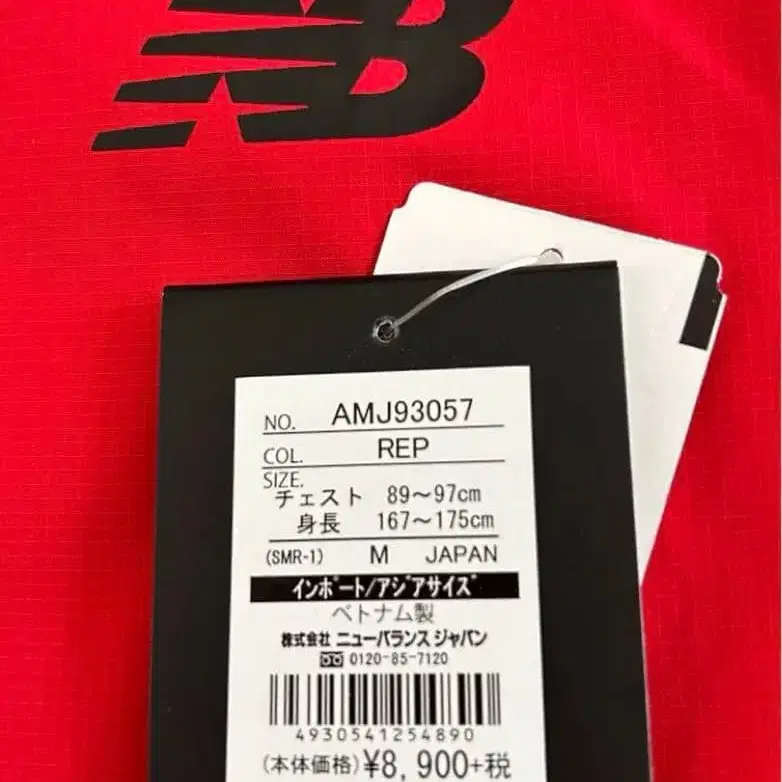 NB
NO. AMJ93057
COL. REP
SIZE.
チェスト 89～97cm
身長 167～175cm
(SMR-1) M JAPAN
インポート/アジアサイズ
ベトナム製
株式会社 ニューバランス ジャパン
0120-85-7120
4930541254890
(本体価格)¥8,900+税